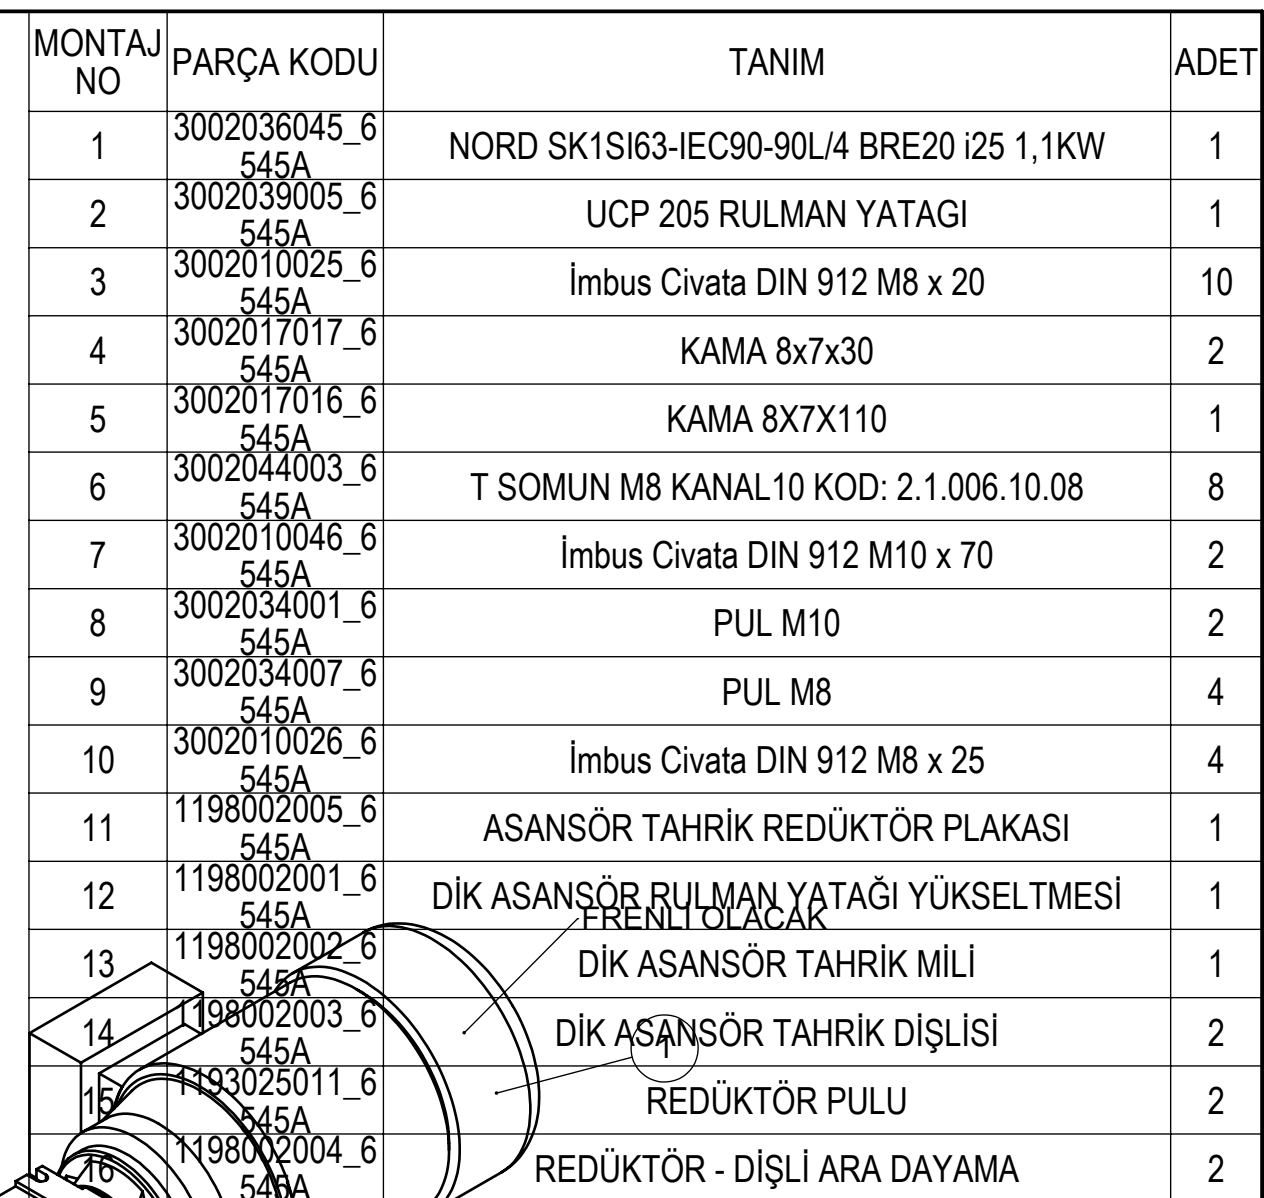 MONTAJ NO PARÇA KODU TANIM ADET
1 3002036045_6545A NORD SK1SI63-IEC90-90L/4 BRE20 i25 1,1KW 1
2 3002039005_6545A UCP 205 RULMAN YATAGI 1
3 3002010025_6545A İmbus Civata DIN 912 M8 x 20 10
4 3002017017_6545A KAMA 8x7x30 2
5 3002017016_6545A KAMA 8X7X110 1
6 3002044003_6545A T SOMUN M8 KANAL10 KOD: 2.1.006.10.08 8
7 3002010046_6545A İmbus Civata DIN 912 M10 x 70 2
8 3002034001_6545A PUL M10 2
9 3002034007_6545A PUL M8 4
10 3002010026_6545A İmbus Civata DIN 912 M8 x 25 4
11 1198002005_6545A ASANSÖR TAHRİK REDÜKTÖR PLAKASI 1
12 1198002001_6545A DİK ASANSÖR RULMAN YATAĞI YÜKSELTMESİ 1
FRENLİ OLACAK
13 1198002002_6545A DİK ASANSÖR TAHRİK MİLİ 1
14 1198002003_6545A DİK ASANSÖR TAHRİK DİŞLİSİ 2
1
15 1193025011_6545A REDÜKTÖR PULU 2
16 1198002004_6545A REDÜKTÖR - DİŞLİ ARA DAYAMA 2